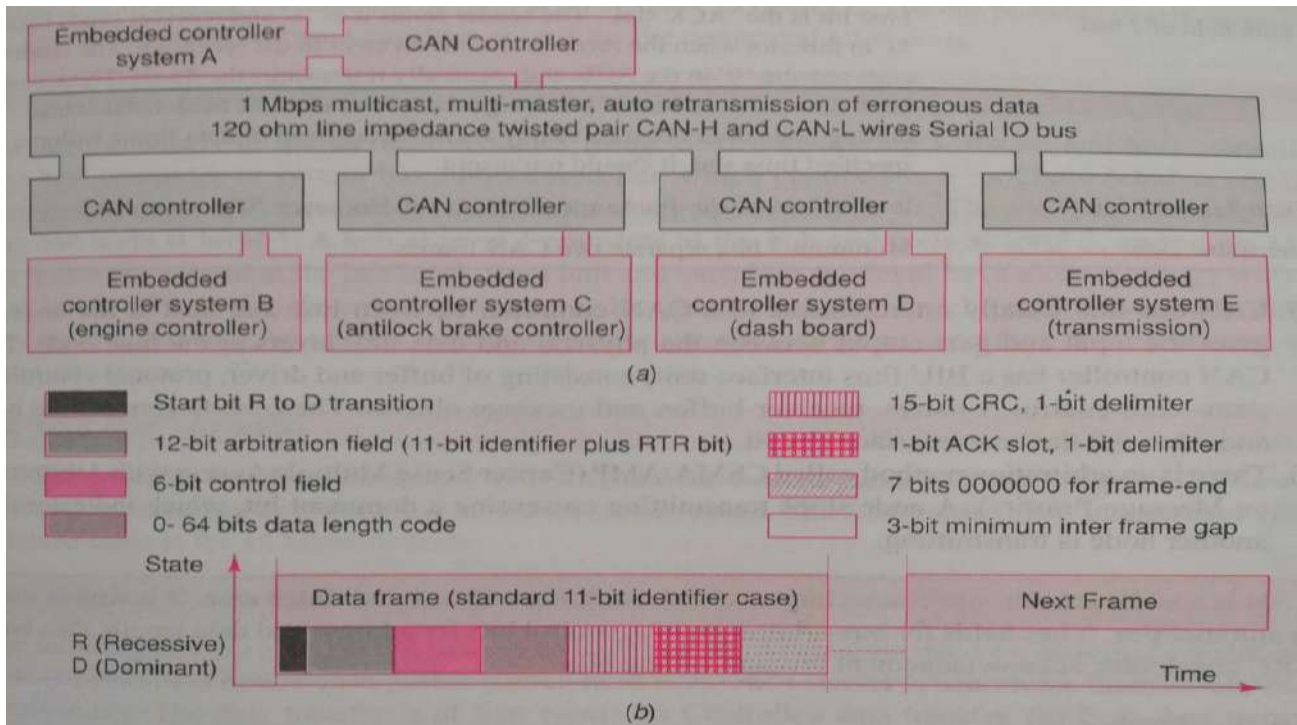 Embedded controller
system A
CAN Controller
1 Mbps multicast, multi-master, auto retransmission of erroneous data
120 ohm line impedance twisted pair CAN-H and CAN-L wires Serial IO bus
CAN controller
CAN controller
CAN controller
CAN controller
Embedded
controller system B
(engine controller)
Embedded
controller system C
(antilock brake controller)
Embedded
controller system D
(dash board)
Embedded
controller system E
(transmission)
(a)
Start bit R to D transition
12-bit arbitration field (11-bit identifier plus RTR bit)
6-bit control field
0- 64 bits data length code
15-bit CRC, 1-bit delimiter
1-bit ACK slot, 1-bit delimiter
7 bits 0000000 for frame-end
3-bit minimum inter frame gap
State
Data frame (standard 11-bit identifier case)
Next Frame
R (Recessive)
D (Dominant)
Time
(b)